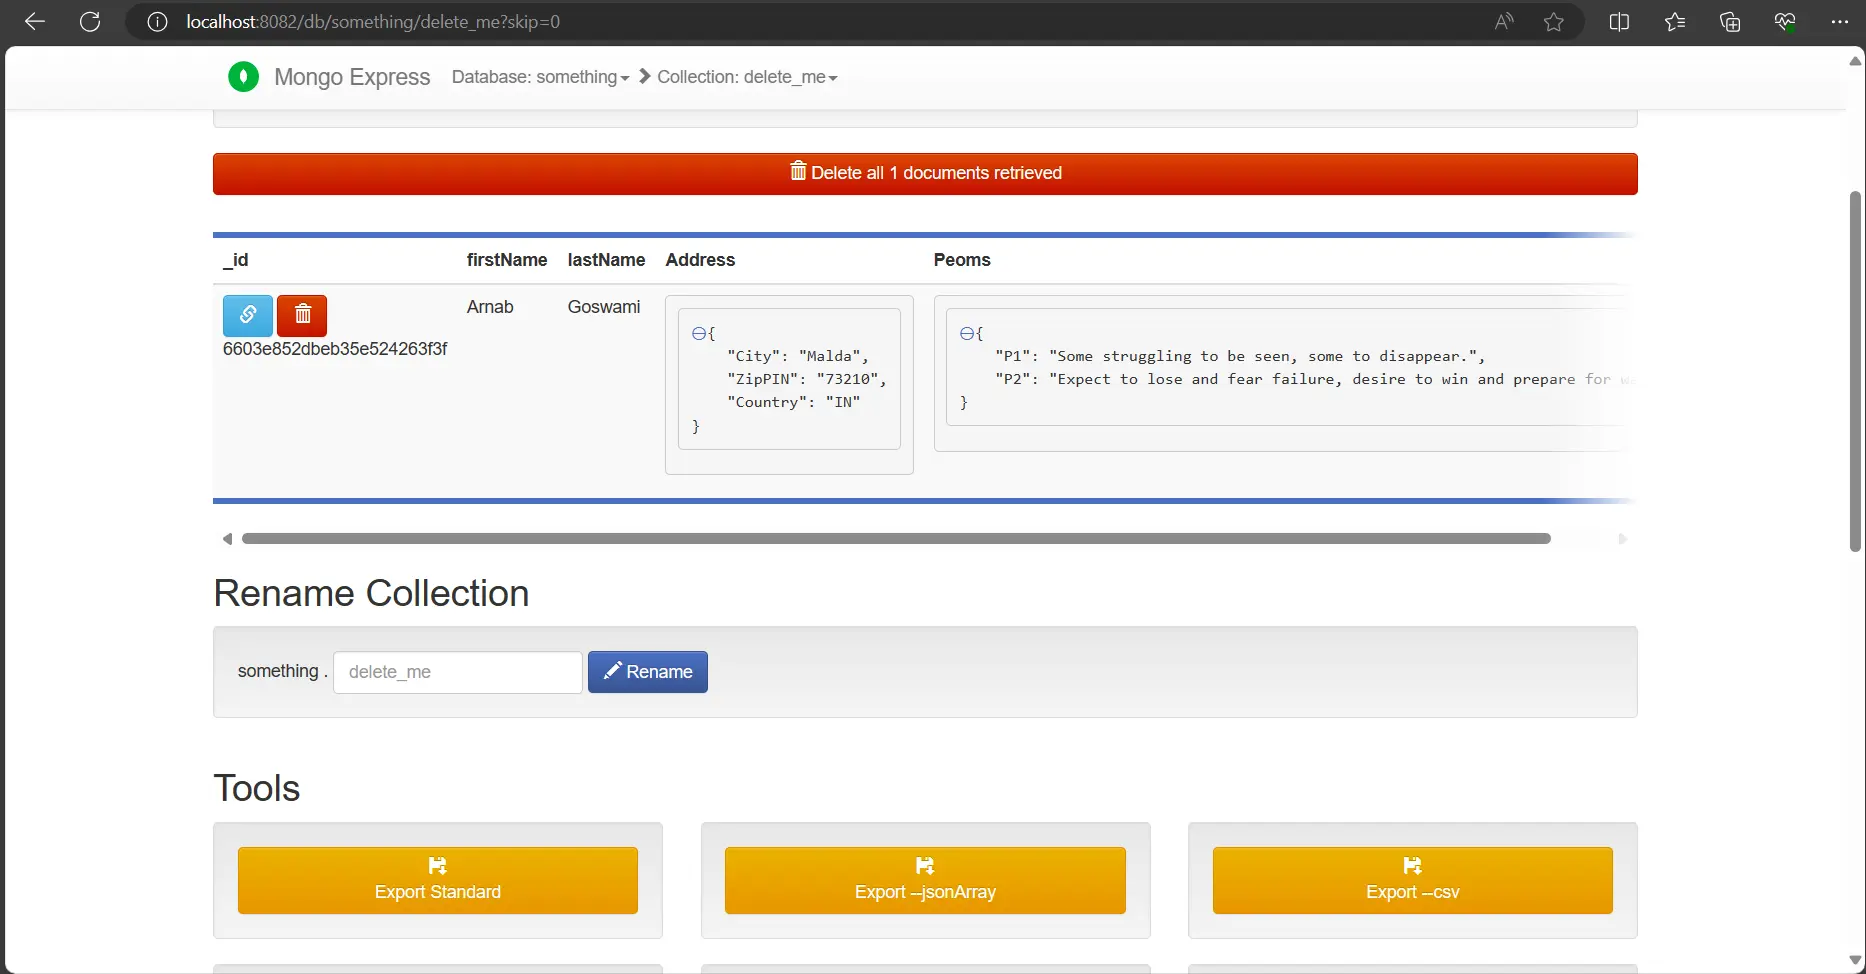 localhost:8082/db/something/delete_me?skip=0
Mongo Express Database: something Collection: delete_me
Delete all 1 documents retrieved
_id firstName lastName Address Peoms
Arnab Goswami
6603e852dbeb35e524263f3f
{
"City": "Malda",
"ZipPIN": "73210",
"Country": "IN"
}
{
"P1": "Some struggling to be seen, some to disappear.",
"P2": "Expect to lose and fear failure, desire to win and prepare for
}
Rename Collection
something . delete_me Rename
Tools
Export Standard
Export --jsonArray
Export --csv